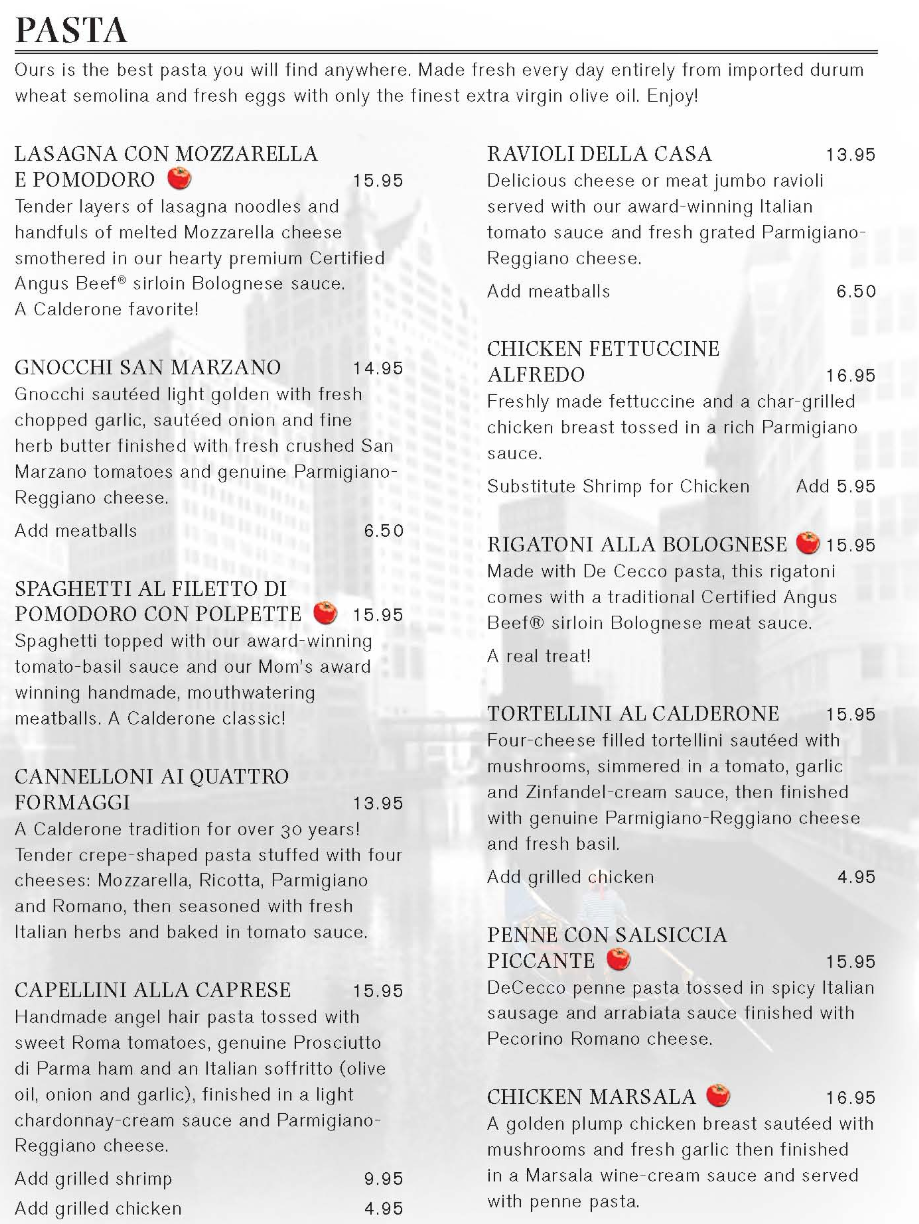 PASTA
Ours is the best pasta you will find anywhere. Made fresh every day entirely from imported durum
wheat semolina and fresh eggs with only the finest extra virgin olive oil. Enjoy!
LASAGNA CON MOZZARELLA
E POMODORO 15.95
Tender layers of lasagna noodles and
handfuls of melted Mozzarella cheese
smothered in our hearty premium Certified
Angus Beef® sirloin Bolognese sauce.
A Calderone favorite!
GNOCCHI SAN MARZANO 14.95
Gnocchi sautéed light golden with fresh
chopped garlic, sautéed onion and fine
herb butter finished with fresh crushed San
Marzano tomatoes and genuine Parmigiano-
Reggiano cheese.
Add meatballs 6.50
SPAGHETTI AL FILETTO DI
POMODORO CON POLPETTE 15.95
Spaghetti topped with our award-winning
tomato-basil sauce and our Mom's award
winning handmade, mouthwatering
meatballs. A Calderone classic!
CANNELLONI AI QUATTRO
FORMAGGI 13.95
A Calderone tradition for over 30 years!
Tender crepe-shaped pasta stuffed with four
cheeses: Mozzarella, Ricotta, Parmigiano
and Romano, then seasoned with fresh
Italian herbs and baked in tomato sauce.
CAPELLINI ALLA CAPRESE 15.95
Handmade angel hair pasta tossed with
sweet Roma tomatoes, genuine Prosciutto
di Parma ham and an Italian soffritto (olive
oil, onion and garlic), finished in a light
chardonnay-cream sauce and Parmigiano-
Reggiano cheese.
Add grilled shrimp 9.95
Add grilled chicken 4.95
RAVIOLI DELLA CASA 13.95
Delicious cheese or meat jumbo ravioli
served with our award-winning Italian
tomato sauce and fresh grated Parmigiano-
Reggiano cheese.
Add meatballs 6.50
CHICKEN FETTUCCINE
ALFREDO 16.95
Freshly made fettuccine and a char-grilled
chicken breast tossed in a rich Parmigiano
sauce.
Substitute Shrimp for Chicken Add 5.95
RIGATONI ALLA BOLOGNESE 15.95
Made with De Cecco pasta, this rigatoni
comes with a traditional Certified Angus
Beef® sirloin Bolognese meat sauce.
A real treat!
TORTELLINI AL CALDERONE 15.95
Four-cheese filled tortellini sautéed with
mushrooms, simmered in a tomato, garlic
and Zinfandel-cream sauce, then finished
with genuine Parmigiano-Reggiano cheese
and fresh basil.
Add grilled chicken 4.95
PENNE CON SALSICCIA
PICCANTE 15.95
DeCecco penne pasta tossed in spicy Italian
sausage and arrabiata sauce finished with
Pecorino Romano cheese.
CHICKEN MARSALA 16.95
A golden plump chicken breast sautéed with
mushrooms and fresh garlic then finished
in a Marsala wine-cream sauce and served
with penne pasta.